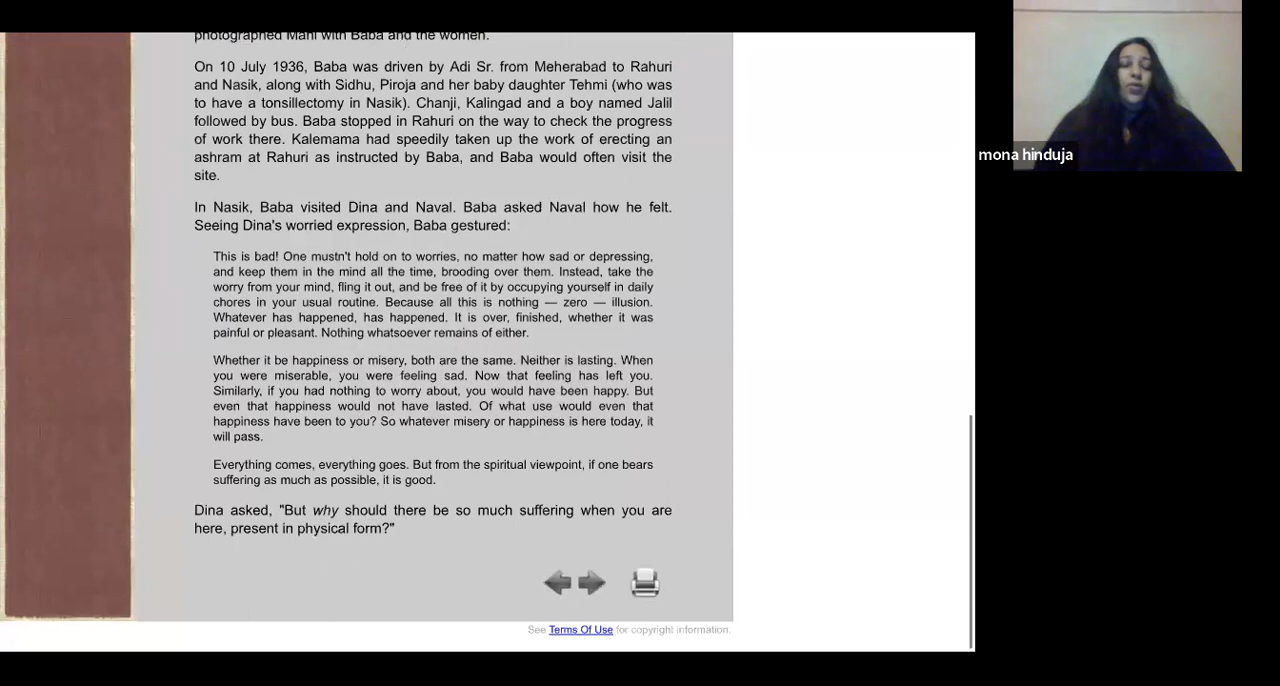 photographed Mani with Baba and the women.
On 10 July 1936, Baba was driven by Adi Sr. from Meherabad to Rahuri
and Nasik, along with Sidhu, Piroja and her baby daughter Tehmi (who was
to have a tonsillectomy in Nasik). Chanji, Kalingad and a boy named Jalil
followed by bus. Baba stopped in Rahuri on the way to check the progress
of work there. Kalemama had speedily taken up the work of erecting an
ashram at Rahuri as instructed by Baba, and Baba would often visit the
site.
In Nasik, Baba visited Dina and Naval. Baba asked Naval how he felt.
Seeing Dina's worried expression, Baba gestured:
This is bad! One mustn't hold on to worries, no matter how sad or depressing,
and keep them in the mind all the time, brooding over them. Instead, take the
worry from your mind, fling it out, and be free of it by occupying yourself in daily
chores in your usual routine. Because all this is nothing — zero — illusion.
Whatever has happened, has happened. It is over, finished, whether it was
painful or pleasant. Nothing whatsoever remains of either.
Whether it be happiness or misery, both are the same. Neither is lasting. When
you were miserable, you were feeling sad. Now that feeling has left you.
Similarly, if you had nothing to worry about, you would have been happy. But
even that happiness would not have lasted. Of what use would even that
happiness have been to you? So whatever misery or happiness is here today, it
will pass.
Everything comes, everything goes. But from the spiritual viewpoint, if one bears
suffering as much as possible, it is good.
Dina asked, "But why should there be so much suffering when you are
here, present in physical form?"
See Terms Of Use for copyright information.
mona hinduja